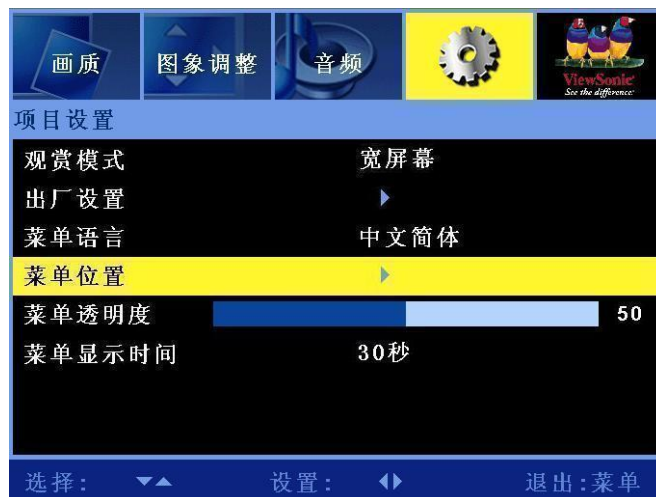 画质 图象调整 音频 ViewSonic
See the difference
项目设置
观赏模式 宽屏幕
出厂设置
菜单语言 中文简体
菜单位置
菜单透明度 50
菜单显示时间 30秒
选择: 设置: 退出:菜单